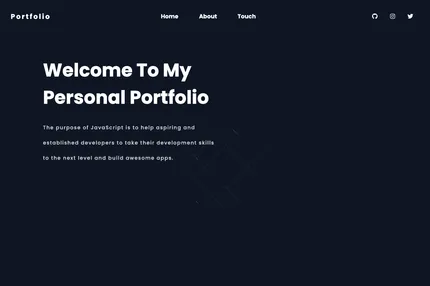 Portfolio
Home About Touch
Welcome To My
Personal Portfolio
The purpose of JavaScript is to help aspiring and
established developers to take their development skills
to the next level and build awesome apps.